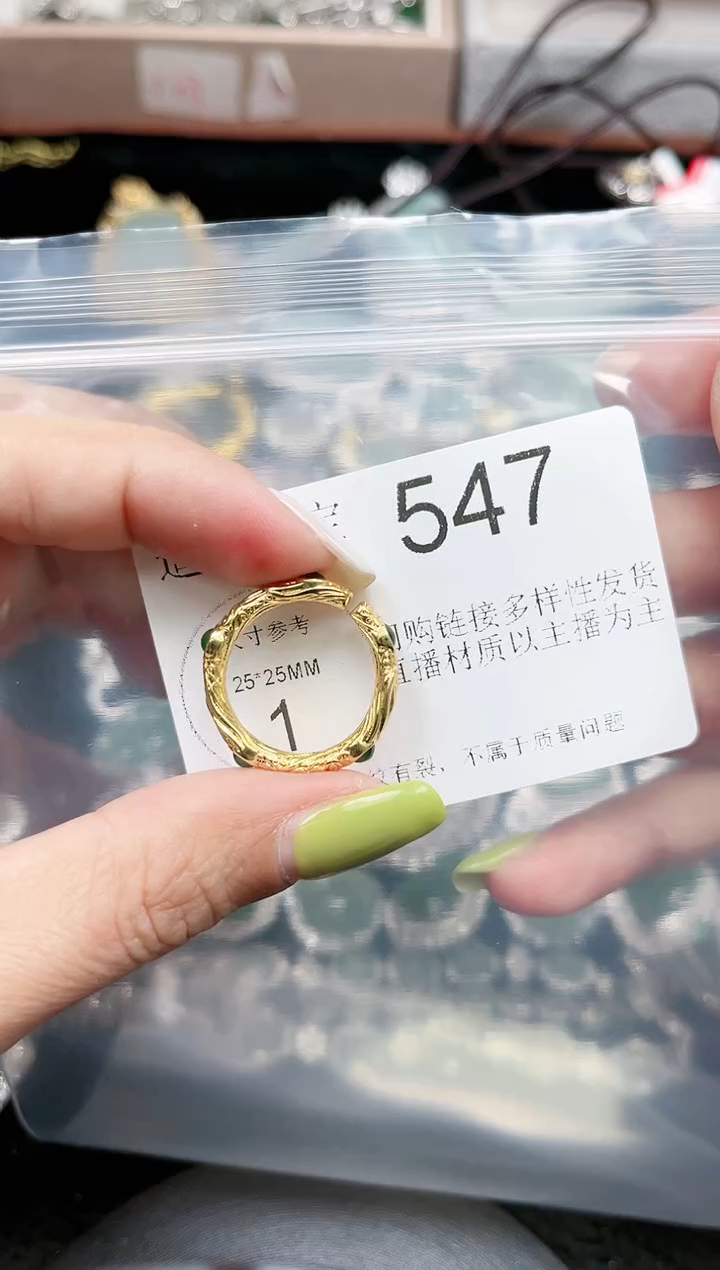 547
购链接多样性发货
播材质以主播为主
寸参考
25*25MM
1
有裂，不属于质量问题